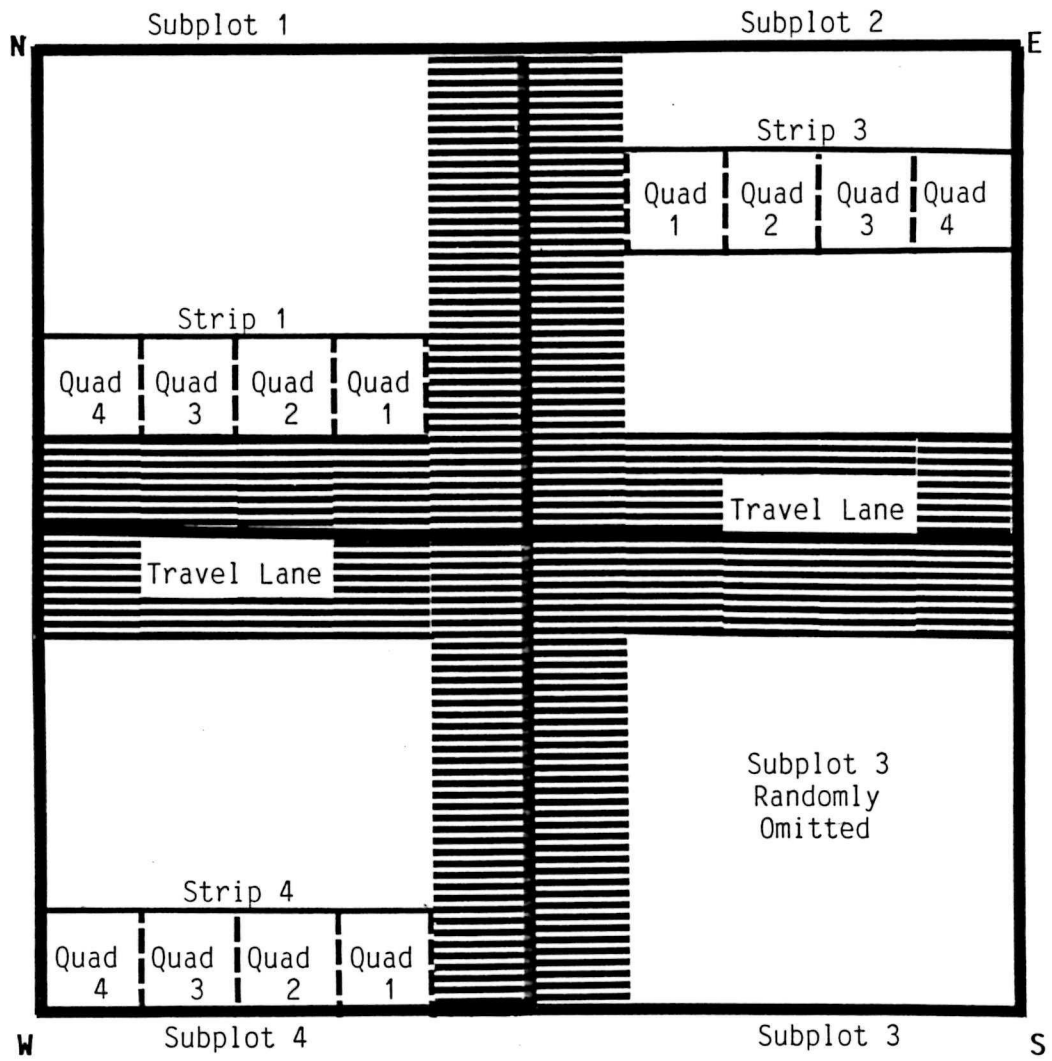 Subplot 1
Subplot 2
N
E
Strip 3
Quad 1
Quad 2
Quad 3
Quad 4
Strip 1
Quad 4
Quad 3
Quad 2
Quad 1
Travel Lane
Travel Lane
Subplot 3
Randomly
Omitted
Strip 4
Quad 4
Quad 3
Quad 2
Quad 1
W
Subplot 4
Subplot 3
S